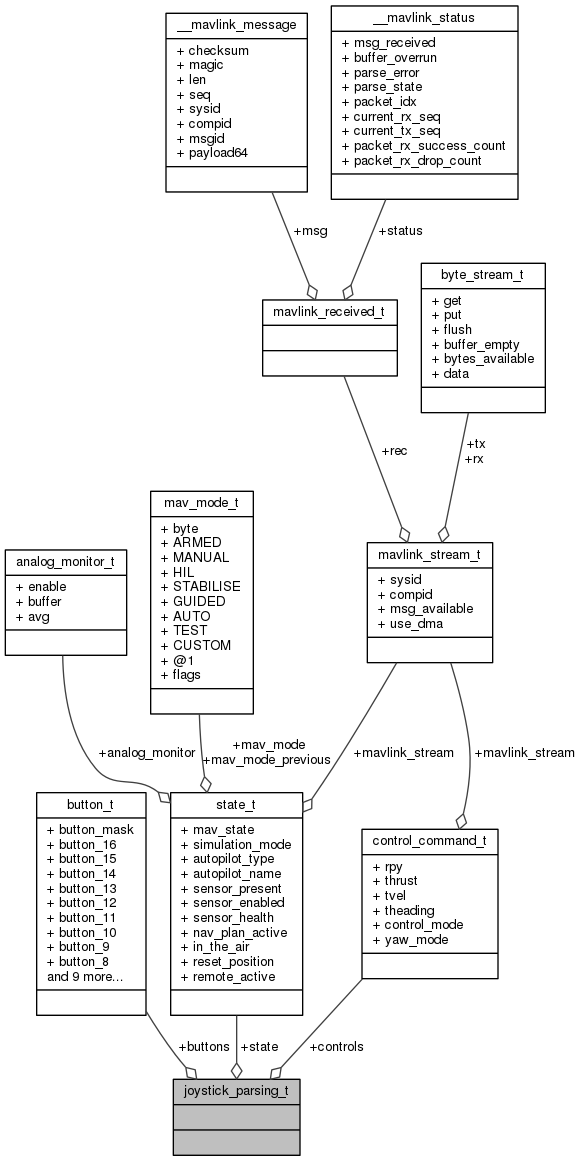 __mavlink_message
+ checksum
+ magic
+ len
+ seq
+ sysid
+ compid
+ msgid
+ payload64
__mavlink_status
+ msg_received
+ buffer_overrun
+ parse_error
+ parse_state
+ packet_idx
+ current_rx_seq
+ current_tx_seq
+ packet_rx_success_count
+ packet_rx_drop_count
+msg
+status
mavlink_received_t
byte_stream_t
+ get
+ put
+ flush
+ buffer_empty
+ bytes_available
+ data
+rec
+tx
+rx
mav_mode_t
+ byte
+ ARMED
+ MANUAL
+ HIL
+ STABILISE
+ GUIDED
+ AUTO
+ TEST
+ CUSTOM
+ @1
+ flags
analog_monitor_t
+ enable
+ buffer
+ avg
mavlink_stream_t
+ sysid
+ compid
+ msg_available
+ use_dma
+analog_monitor
+mav_mode
+mav_mode_previous
+mavlink_stream
+mavlink_stream
button_t
+ button_mask
+ button_16
+ button_15
+ button_14
+ button_13
+ button_12
+ button_11
+ button_10
+ button_9
+ button_8
and 9 more...
state_t
+ mav_state
+ simulation_mode
+ autopilot_type
+ autopilot_name
+ sensor_present
+ sensor_enabled
+ sensor_health
+ nav_plan_active
+ in_the_air
+ reset_position
+ remote_active
control_command_t
+ rpy
+ thrust
+ tvel
+ theading
+ control_mode
+ yaw_mode
+buttons
+state
+controls
joystick_parsing_t